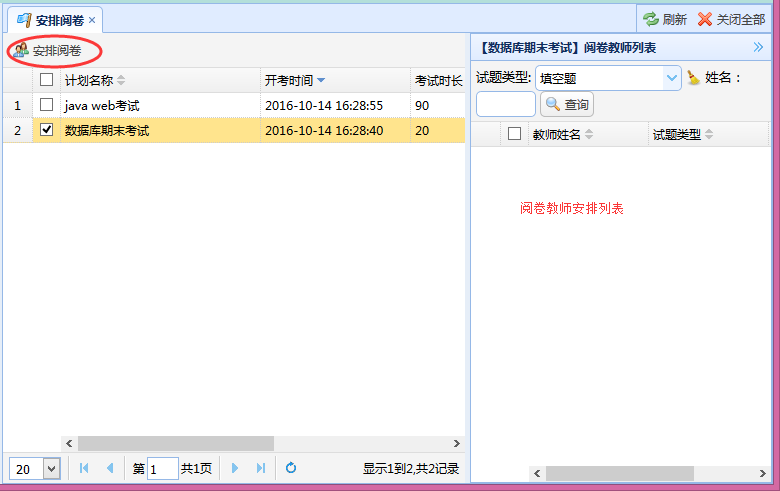 安排阅卷 × 刷新 关闭全部
安排阅卷
计划名称 开考时间 考试时长
1 java web考试 2016-10-14 16:28:55 90
2 数据库期末考试 2016-10-14 16:28:40 20
20 第 1 共1页 显示1到2,共2记录
【数据库期末考试】阅卷教师列表
试题类型: 填空题 姓名：
查询
教师姓名 试题类型
阅卷教师安排列表